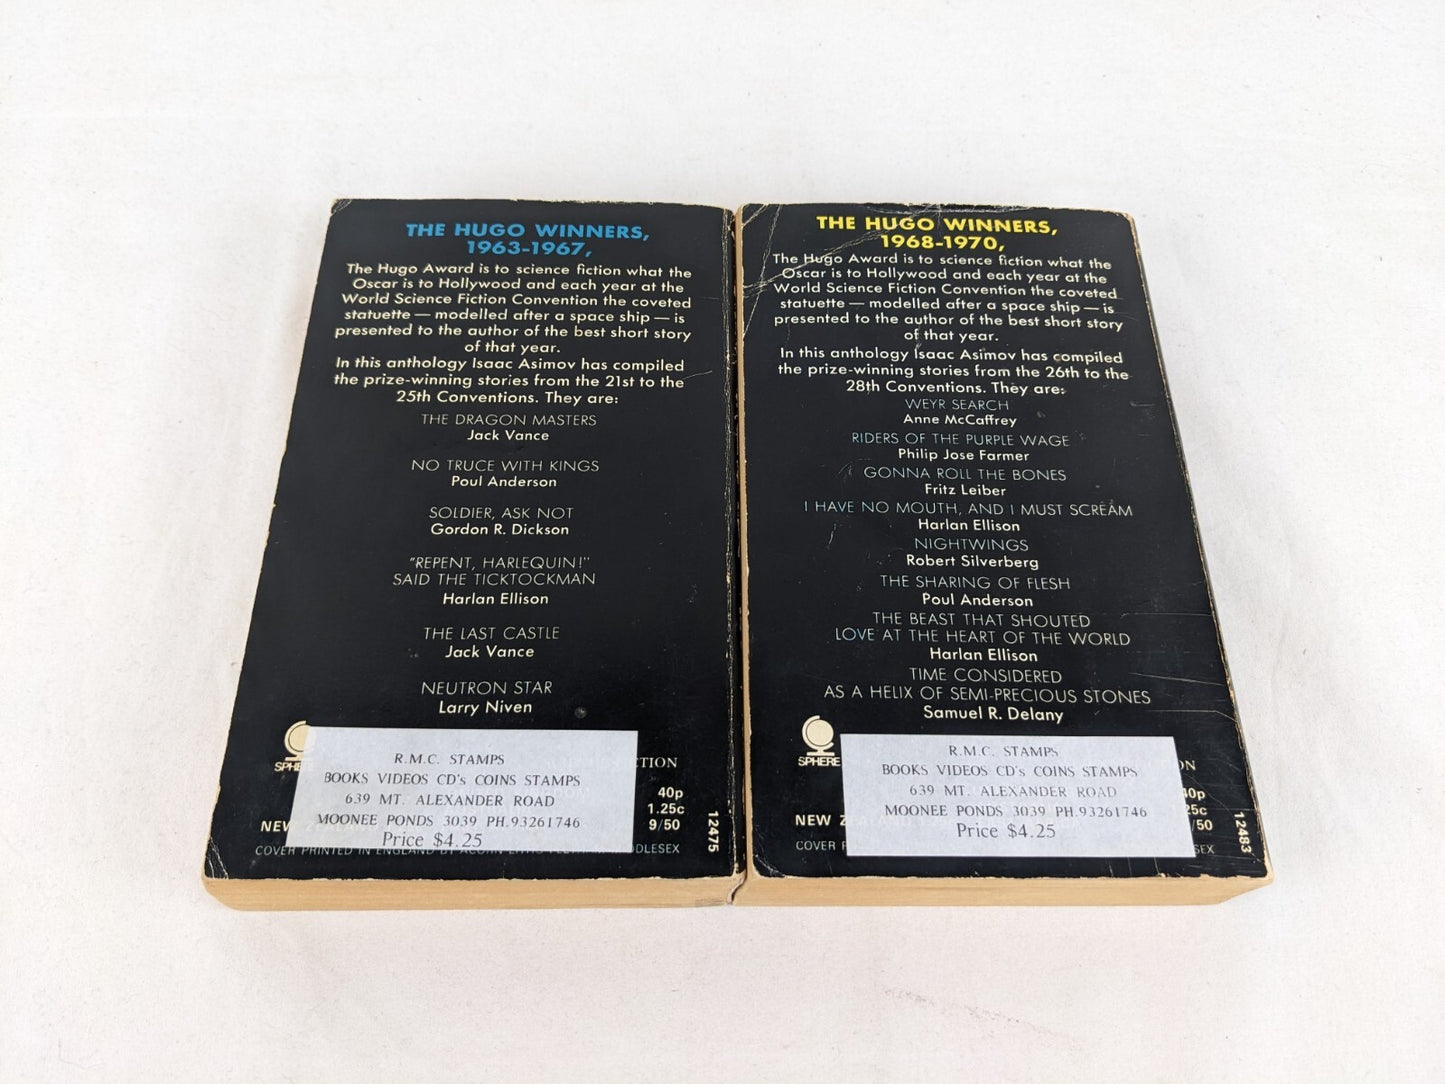 THE HUGO WINNERS,
1963-1967,
The Hugo Award is to science fiction what the
Oscar is to Hollywood and each year at the
World Science Fiction Convention the coveted
statuette — modelled after a space ship — is
presented to the author of the best short story
of that year.
In this anthology Isaac Asimov has compiled
the prize-winning stories from the 21st to the
25th Conventions. They are:
THE DRAGON MASTERS
Jack Vance
NO TRUCE WITH KINGS
Poul Anderson
SOLDIER, ASK NOT
Gordon R. Dickson
"REPENT, HARLEQUIN!"
SAID THE TICKTOCKMAN
Harlan Ellison
THE LAST CASTLE
Jack Vance
NEUTRON STAR
Larry Niven
SPHERE
R.M.C. STAMPS
BOOKS VIDEOS CD's COINS STAMPS
639 MT. ALEXANDER ROAD
MOONEE PONDS 3039 PH.93261746
Price $4.25
40p
1.25c
NEW ZEALAND 9/50
COVER PRINTED IN ENGLAND BY
12475
THE HUGO WINNERS,
1968-1970,
The Hugo Award is to science fiction what the
Oscar is to Hollywood and each year at the
World Science Fiction Convention the coveted
statuette — modelled after a space ship — is
presented to the author of the best short story
of that year.
In this anthology Isaac Asimov has compiled
the prize-winning stories from the 26th to the
28th Conventions. They are:
WEYR SEARCH
Anne McCaffrey
RIDERS OF THE PURPLE WAGE
Philip Jose Farmer
GONNA ROLL THE BONES
Fritz Leiber
I HAVE NO MOUTH, AND I MUST SCREAM
Harlan Ellison
NIGHTWINGS
Robert Silverberg
THE SHARING OF FLESH
Poul Anderson
THE BEAST THAT SHOUTED
LOVE AT THE HEART OF THE WORLD
Harlan Ellison
TIME CONSIDERED
AS A HELIX OF SEMI-PRECIOUS STONES
Samuel R. Delany
SPHERE
R.M.C. STAMPS
BOOKS VIDEOS CD's COINS STAMPS
639 MT. ALEXANDER ROAD
MOONEE PONDS 3039 PH.93261746
Price $4.25
40p
NEW
COVER
12483